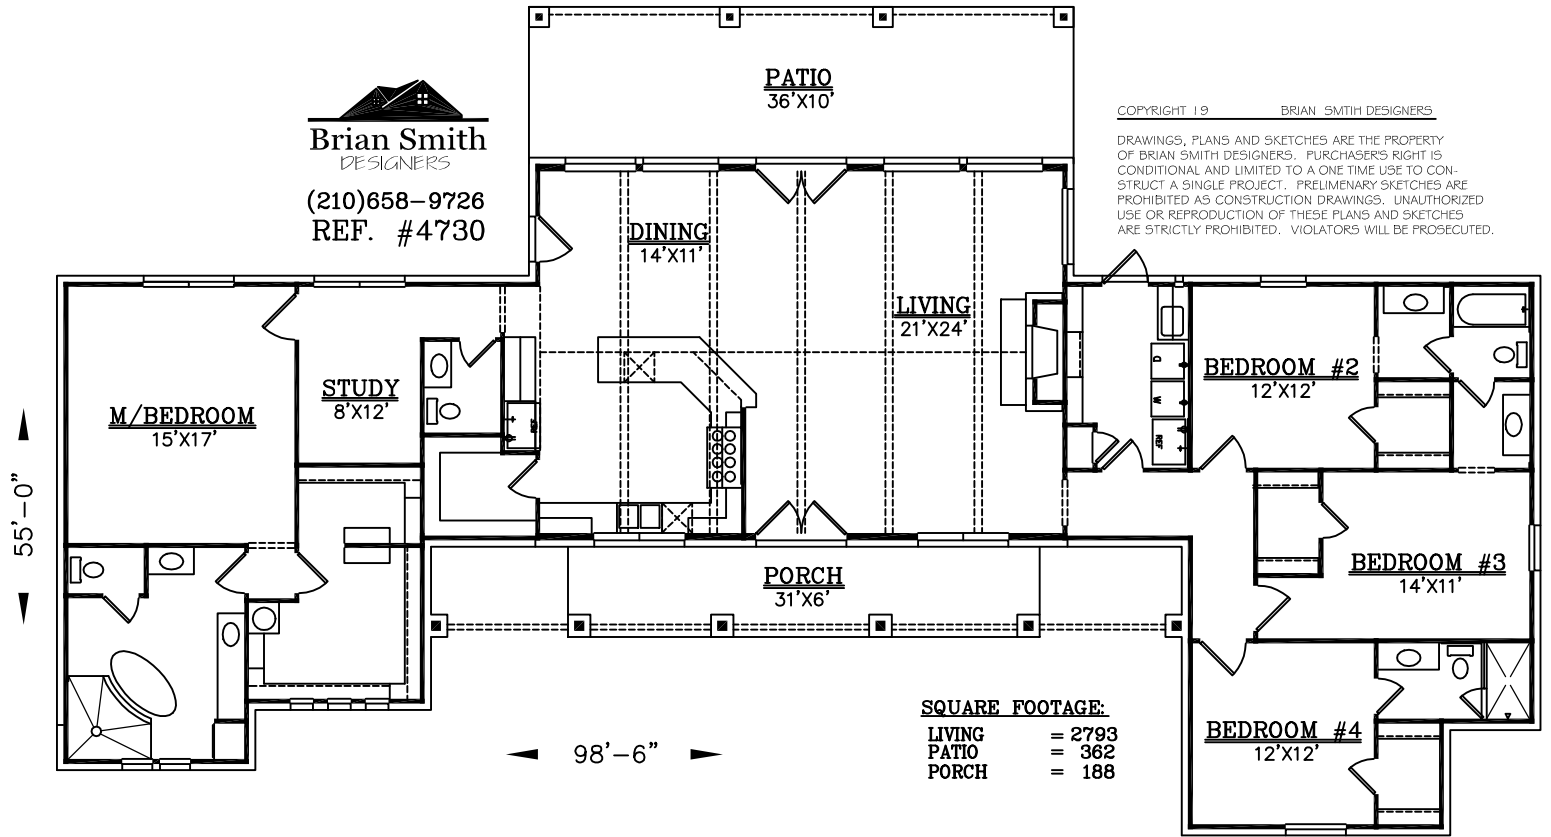 PATIO
36'X10'
Brian Smith
DESIGNERS
(210)658-9726
REF. #4730
COPYRIGHT 19 BRIAN SMTIH DESIGNERS
DRAWINGS, PLANS AND SKETCHES ARE THE PROPERTY
OF BRIAN SMITH DESIGNERS. PURCHASER'S RIGHT IS
CONDITIONAL AND LIMITED TO A ONE TIME USE TO CON-
STRUCT A SINGLE PROJECT. PRELIMENARY SKETCHES ARE
PROHIBITED AS CONSTRUCTION DRAWINGS. UNAUTHORIZED
USE OR REPRODUCTION OF THESE PLANS AND SKETCHES
ARE STRICTLY PROHIBITED. VIOLATORS WILL BE PROSECUTED.
DINING
14'X11'
LIVING
21'X24'
BEDROOM #2
12'X12'
STUDY
8'X12'
M/BEDROOM
15'X17'
D
W
REF
REF
55'-0"
BEDROOM #3
14'X11'
PORCH
31'X6'
BEDROOM #4
12'X12'
98'-6"
SQUARE FOOTAGE:
LIVING = 2793
PATIO = 362
PORCH = 188